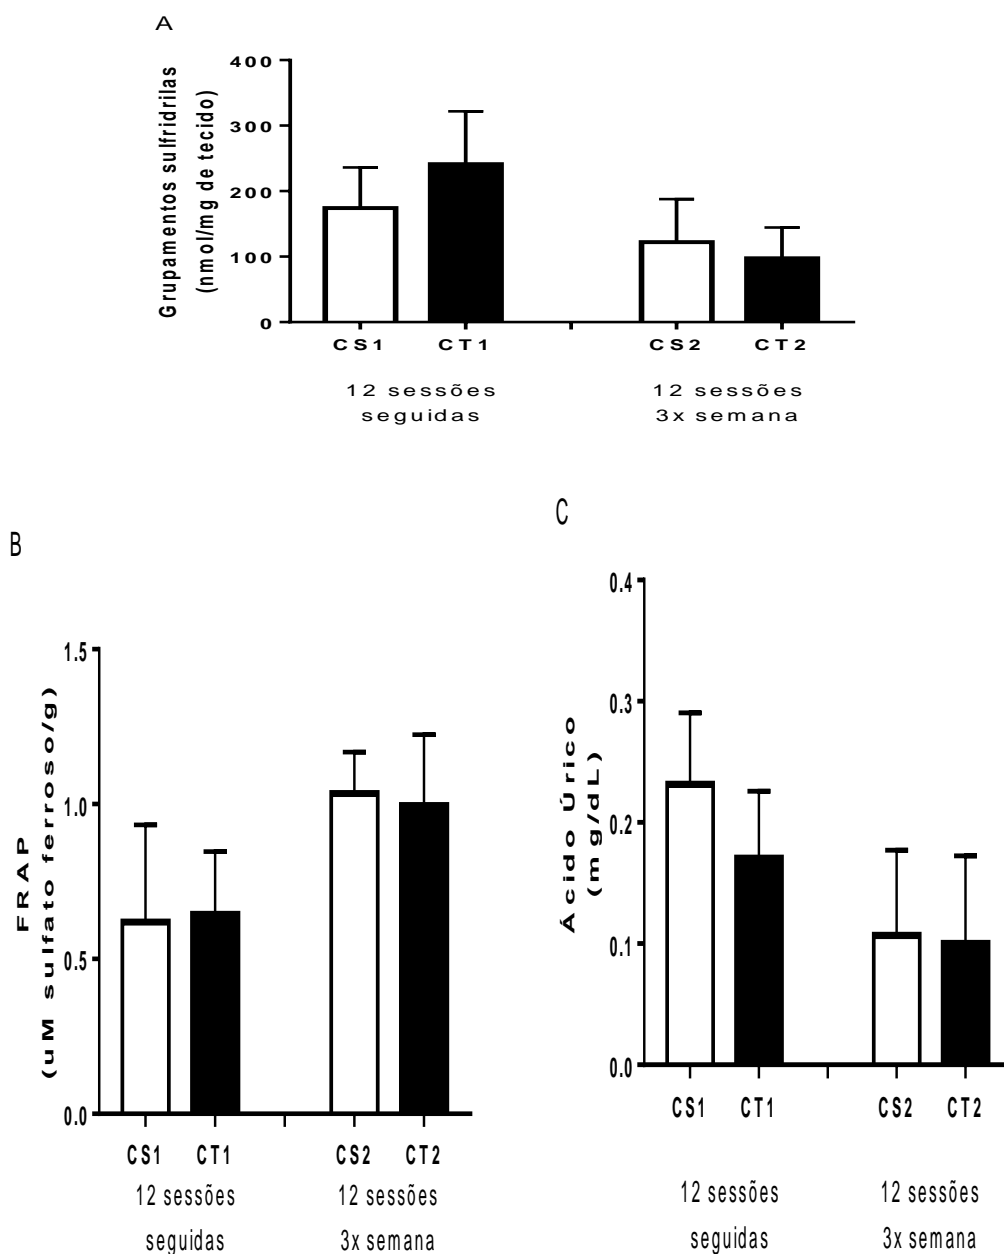 A
Grupamentos sulfridrilas
(nmol/mg de tecido)
400
300
200
100
0
CS1 CT1 CS2 CT2
12 sessões 12 sessões
seguidas 3x semana
B
FRAP
(uM sulfato ferroso/g)
1.5
1.0
0.5
0.0
CS1 CT1 CS2 CT2
12 sessões 12 sessões
seguidas 3x semana
C
Ácido Úrico
(mg/dL)
0.4
0.3
0.2
0.1
0.0
CS1 CT1 CS2 CT2
12 sessões 12 sessões
seguidas 3x semana